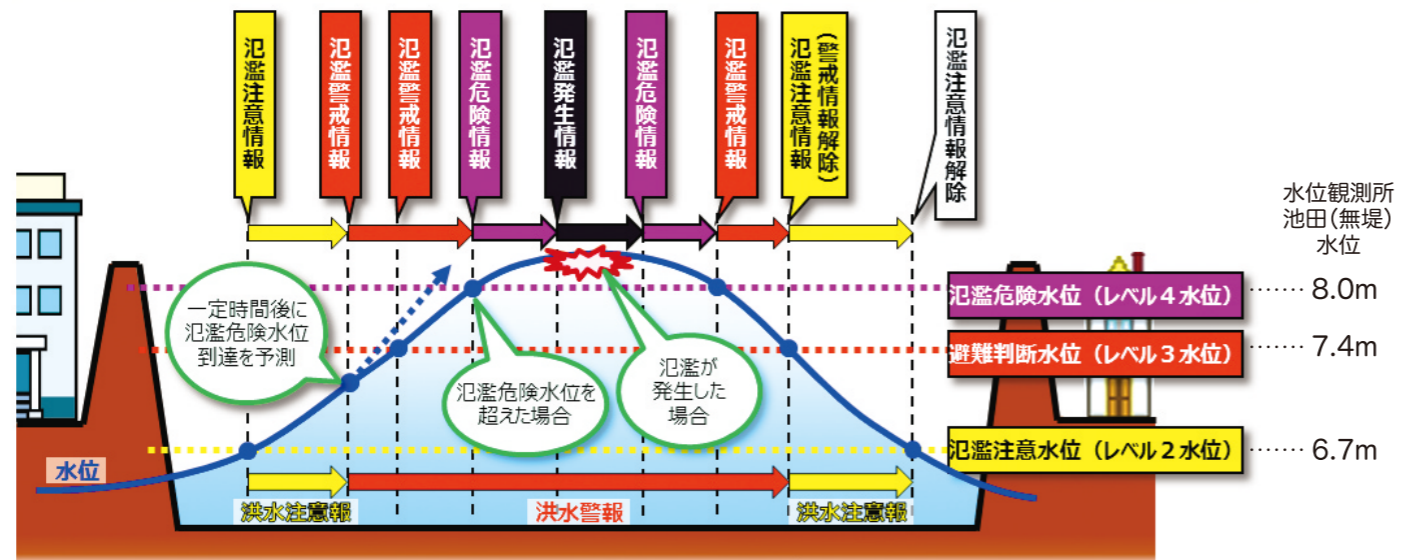 氾濫注意情報
氾濫警戒情報
氾濫警戒情報
氾濫危険情報
氾濫発生情報
氾濫危険情報
氾濫警戒情報
(警戒情報解除)
氾濫注意情報
氾濫注意情報解除
水位観測所
池田(無堤)
水位
一定時間後に
氾濫危険水位
到達を予測
氾濫危険水位を
超えた場合
氾濫が
発生した
場合
氾濫危険水位(レベル4水位)……8.0m
避難判断水位(レベル3水位)……7.4m
氾濫注意水位(レベル2水位)……6.7m
水位
洪水注意報
洪水警報
洪水注意報